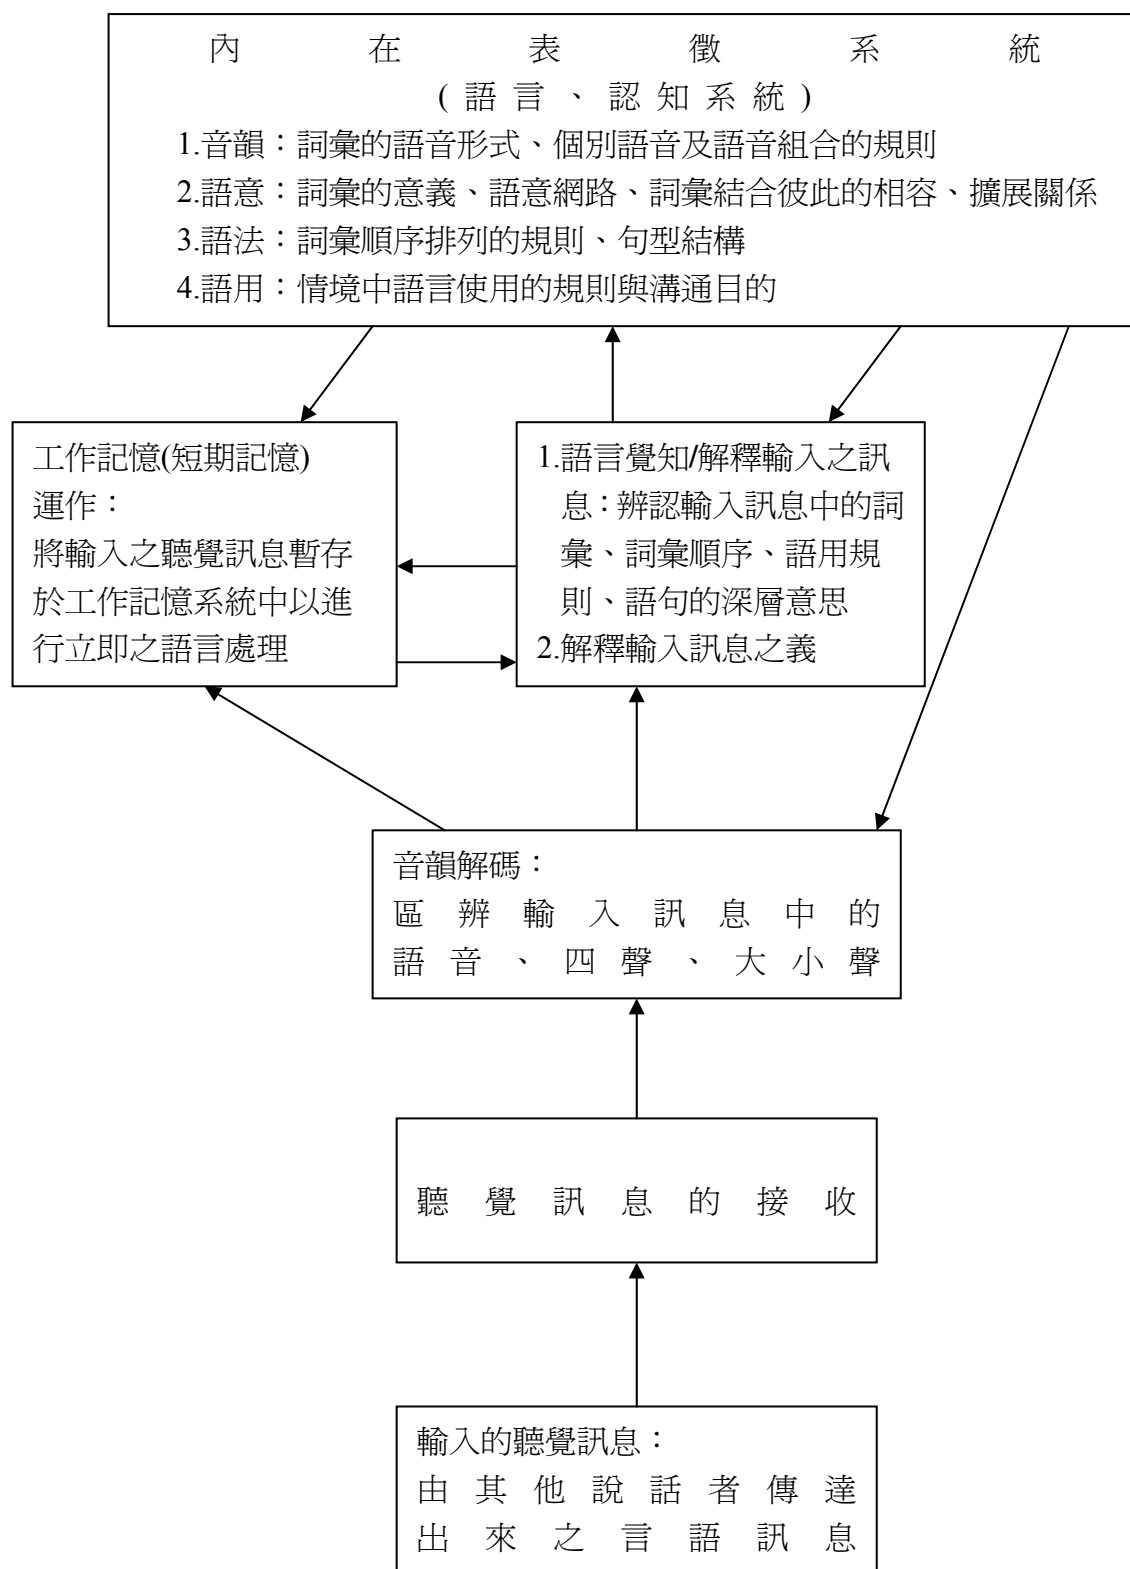 內在表徵系統
(語言、認知系統)
1.音韻：詞彙的語音形式、個別語音及語音組合的規則
2.語意：詞彙的意義、語意網路、詞彙結合彼此的相容、擴展關係
3.語法：詞彙順序排列的規則、句型結構
4.語用：情境中語言使用的規則與溝通目的
工作記憶(短期記憶)
運作：
將輸入之聽覺訊息暫存
於工作記憶系統中以進
行立即之語言處理
1.語言覺知/解釋輸入之訊
息：辨認輸入訊息中的詞
彙、詞彙順序、語用規
則、語句的深層意思
2.解釋輸入訊息之義
音韻解碼：
區辨輸入訊息中的
語音、四聲、大小聲
聽覺訊息的接收
輸入的聽覺訊息：
由其他說話者傳達
出來之言語訊息